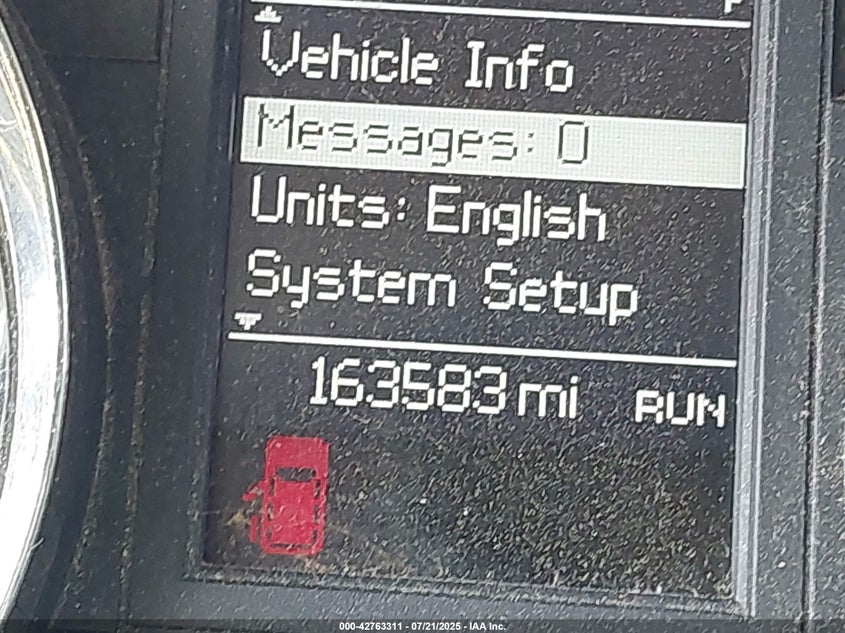 Vehicle Info
Messages: 0
Units: English
System Setup
163583 mi RUN
000-42763311 - 07/21/2025 - IAA Inc.